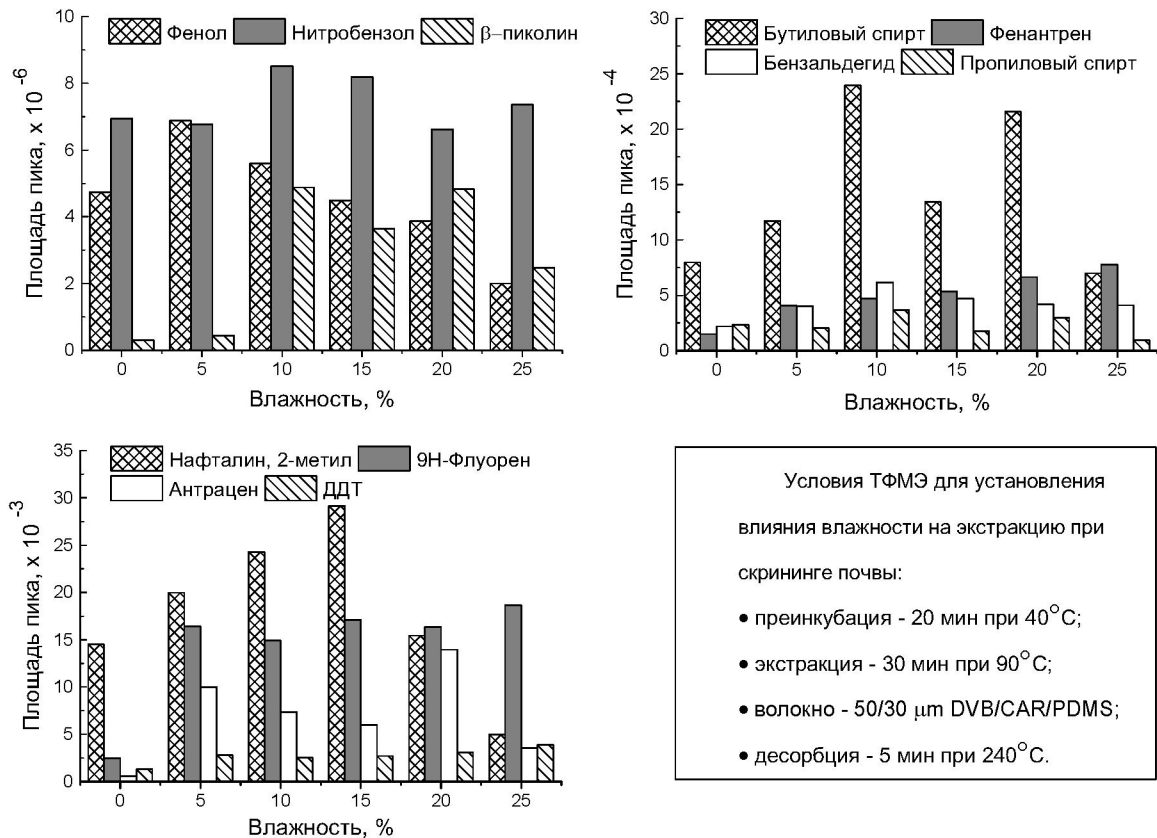 Фенол Нитробензол β–пиколин
Площадь пика, x 10 -6
10
8
6
4
2
0
0 5 10 15 20 25
Влажность, %
Бутиловый спирт Фенантрен
Бензальдегид Пропиловый спирт
Площадь пика, x 10 -4
30
25
20
15
10
5
0
0 5 10 15 20 25
Влажность, %
Нафталин, 2-метил 9Н-Флуорен
Антрацен ДДТ
Площадь пика, x 10 -3
35
30
25
20
15
10
5
0
0 5 10 15 20 25
Влажность, %
Условия ТФМЭ для установления
влияния влажности на экстракцию при
скрининге почвы:
● преинкубация - 20 мин при 40°С;
● экстракция - 30 мин при 90°С;
● волокно - 50/30 μm DVB/CAR/PDMS;
● десорбция - 5 мин при 240°С.